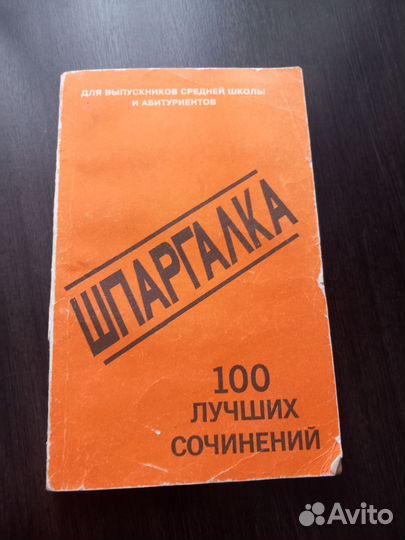 ДЛЯ ВЫПУСКНИКОВ СРЕДНЕЙ ШКОЛЫ
И АБИТУРИЕНТОВ
ШПАРГАЛКА
100
ЛУЧШИХ
СОЧИНЕНИЙ
Avito